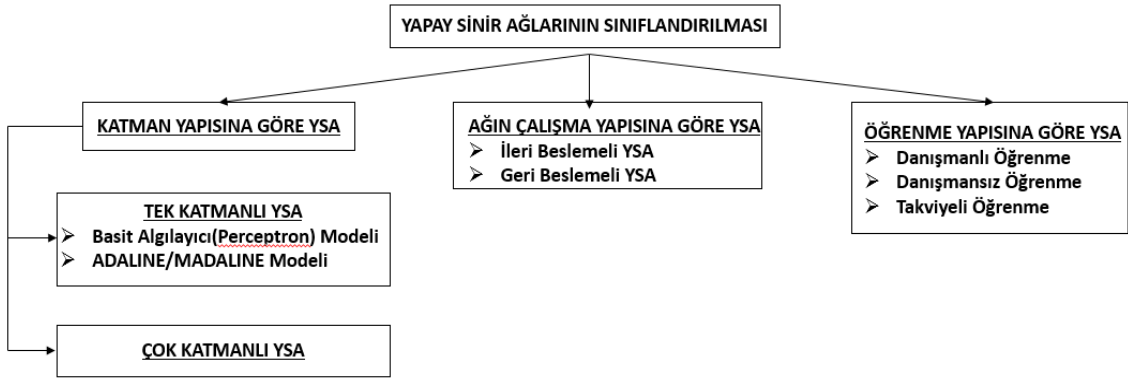 YAPAY SİNİR AĞLARININ SINIFLANDIRILMASI
KATMAN YAPISINA GÖRE YSA
TEK KATMANLI YSA
➢ Basit Algılayıcı(Perceptron) Modeli
➢ ADALINE/MADALINE Modeli
ÇOK KATMANLI YSA
AĞIN ÇALIŞMA YAPISINA GÖRE YSA
➢ İleri Beslemeli YSA
➢ Geri Beslemeli YSA
ÖĞRENME YAPISINA GÖRE YSA
➢ Danışmanlı Öğrenme
➢ Danışmansız Öğrenme
➢ Takviyeli Öğrenme